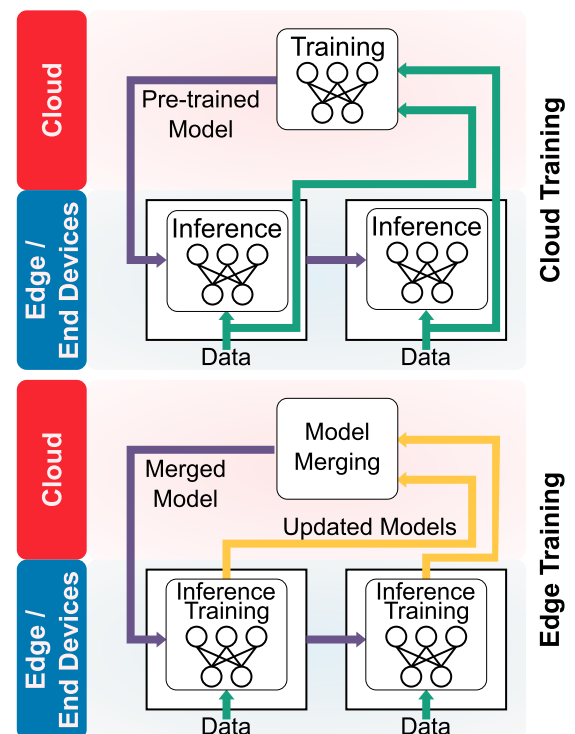 Cloud
Training
Pre-trained
Model
Cloud Training
Edge /
End Devices
Inference
Inference
Data
Data
Cloud
Model
Merging
Merged
Model
Updated Models
Edge Training
Edge /
End Devices
Inference
Training
Inference
Training
Data
Data